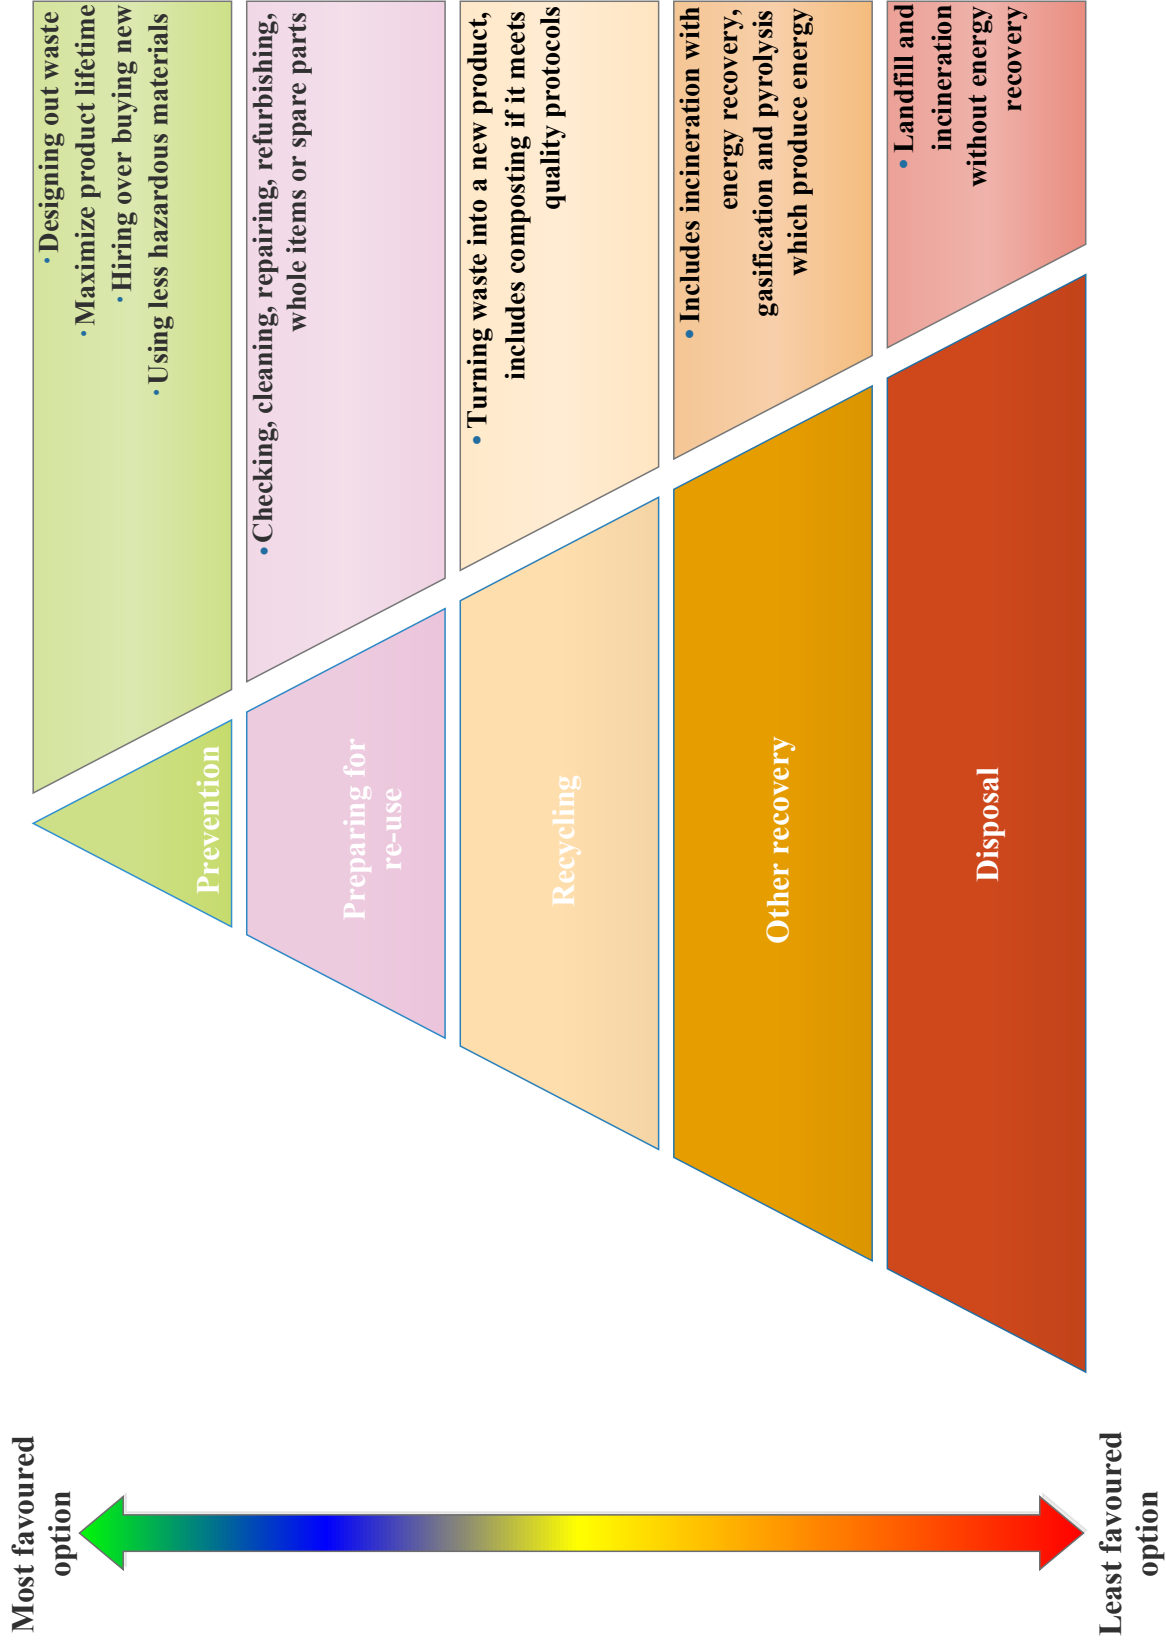 Most favoured
option
Least favoured
option
Prevention
• Designing out waste
• Maximize product lifetime
• Hiring over buying new
• Using less hazardous materials
Preparing for
re-use
• Checking, cleaning, repairing, refurbishing,
whole items or spare parts
Recycling
• Turning waste into a new product,
includes composting if it meets
quality protocols
Other recovery
• Includes incineration with
energy recovery,
gasification and pyrolysis
which produce energy
Disposal
• Landfill and
incineration
without energy
recovery